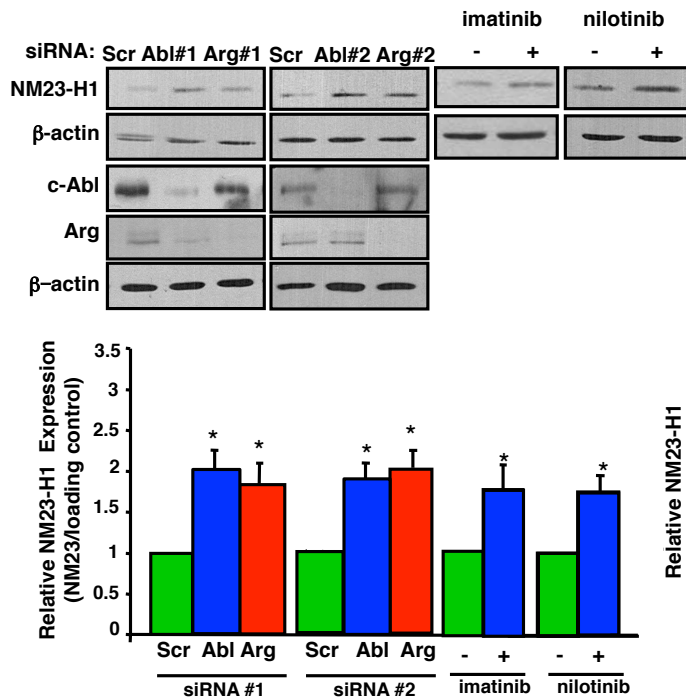 imatinib nilotinib
siRNA: Scr Abl#1 Arg#1 Scr Abl#2 Arg#2 - + - +
NM23-H1
β-actin
c-Abl
Arg
β-actin
Relative NM23-H1 Expression
(NM23/loading control)
3.5
3
2.5
2
1.5
1
0.5
0
* * * * * *
Scr Abl Arg Scr Abl Arg - + - +
siRNA #1 siRNA #2 imatinib nilotinib
Relative NM23-H1